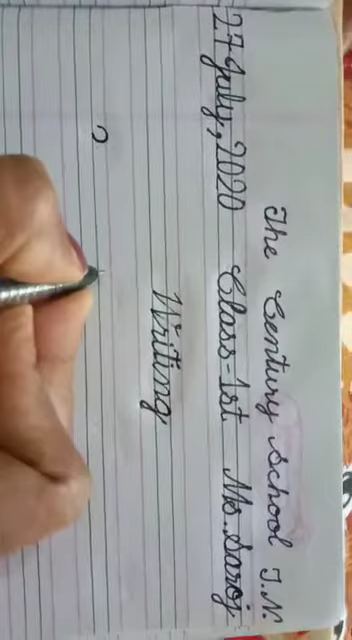 The Century School T.N.
27 July, 2020 Class-1st Ms. Saroj
Writing